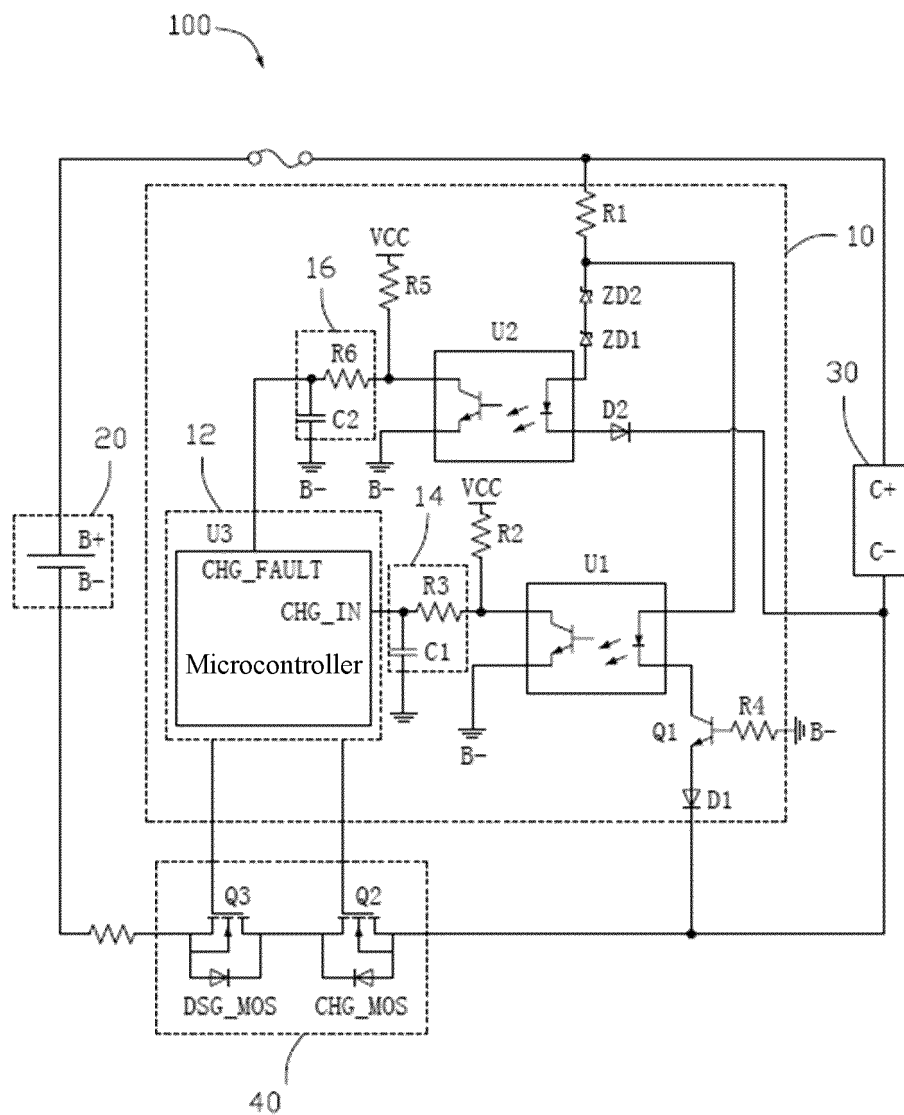 100
10
R1
VCC
16
R5
ZD2
U2
ZD1
R6
30
D2
C2
20
12
B-
B-
VCC
C+
14
U3
R2
B+
C-
U1
B-
CHG_FAULT
R3
CHG_IN
C1
Microcontroller
R4
Q1
B-
B-
D1
Q3
Q2
DSG_MOS
CHG_MOS
40